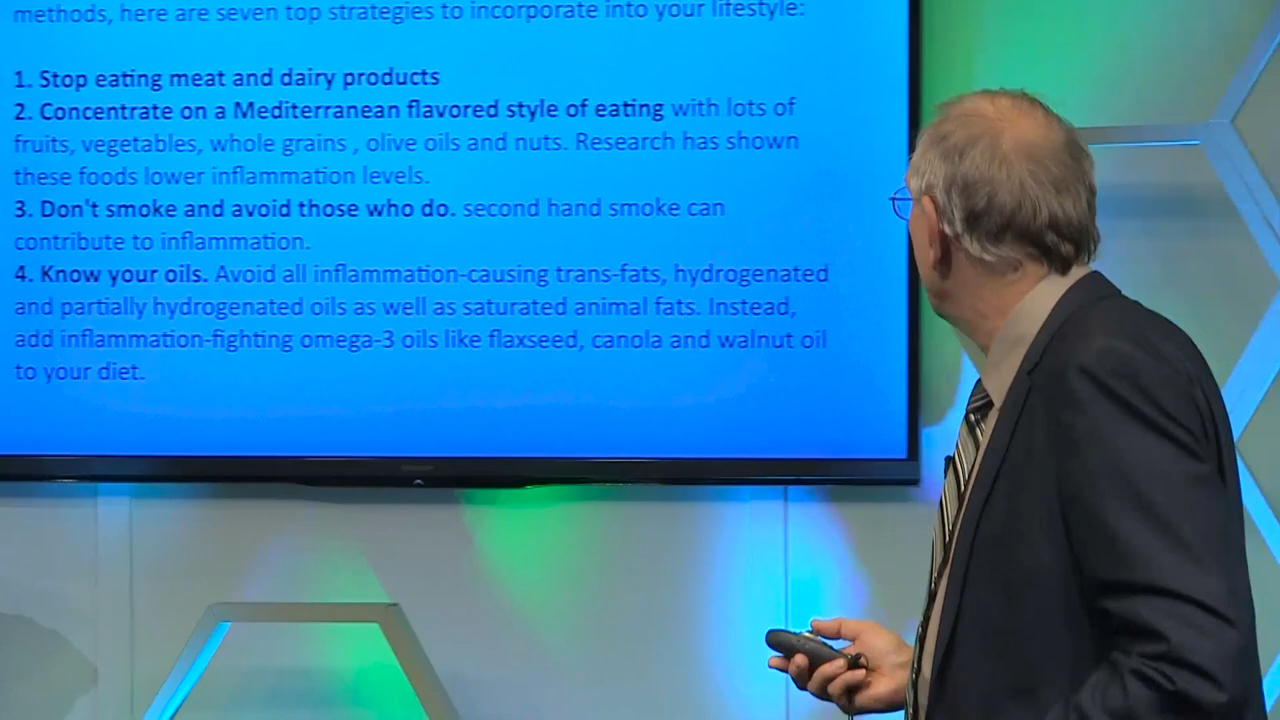 methods, here are seven top strategies to incorporate into your lifestyle:
1. Stop eating meat and dairy products
2. Concentrate on a Mediterranean flavored style of eating with lots of
fruits, vegetables, whole grains , olive oils and nuts. Research has shown
these foods lower inflammation levels.
3. Don't smoke and avoid those who do. second hand smoke can
contribute to inflammation.
4. Know your oils. Avoid all inflammation-causing trans-fats, hydrogenated
and partially hydrogenated oils as well as saturated animal fats. Instead,
add inflammation-fighting omega-3 oils like flaxseed, canola and walnut oil
to your diet.